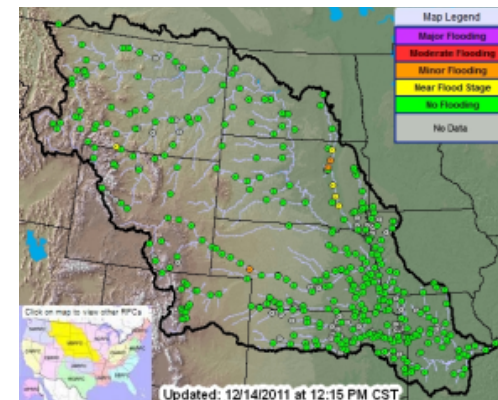 Map Legend
Major Flooding
Moderate Flooding
Minor Flooding
Near Flood Stage
No Flooding
No Data
Click on map to view other RFCs
Updated: 12/14/2011 at 12:15 PM CST